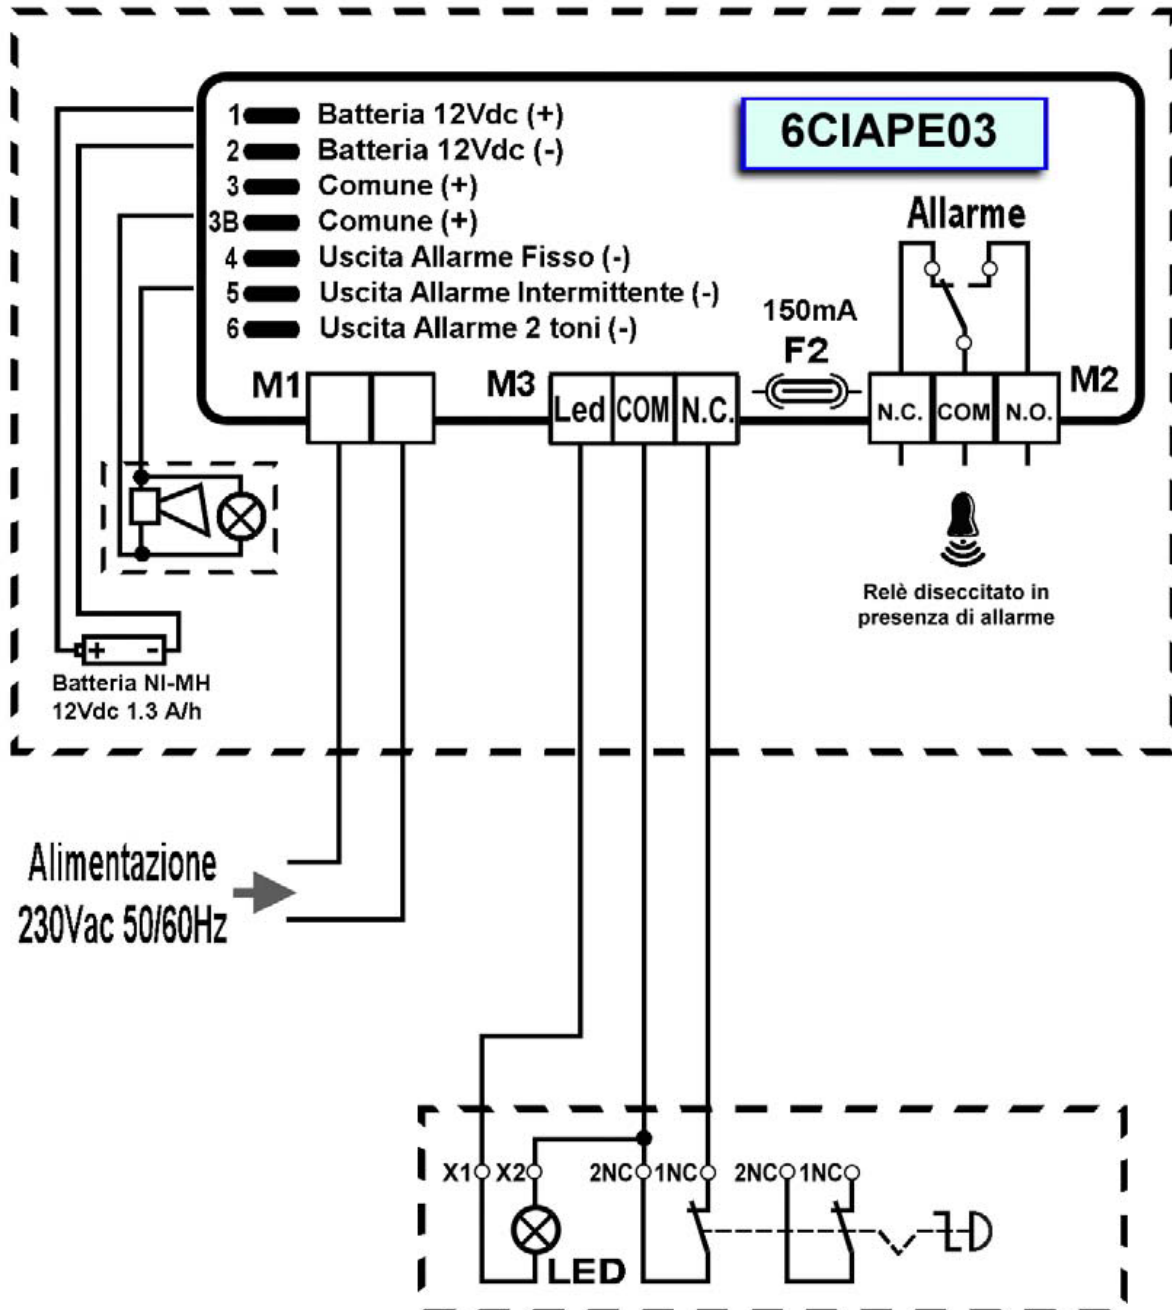 6CIAPE03
1 Batteria 12Vdc (+)
2 Batteria 12Vdc (-)
3 Comune (+)
3B Comune (+)
4 Uscita Allarme Fisso (-)
5 Uscita Allarme Intermittente (-)
6 Uscita Allarme 2 toni (-)
Allarme
150mA
F2
M1
M3
Led COM N.C.
N.C. COM N.O.
M2
Relè diseccitato in
presenza di allarme
+ -
Batteria NI-MH
12Vdc 1.3 A/h
Alimentazione
230Vac 50/60Hz
X1 X2 2NC 1NC 2NC 1NC
LED